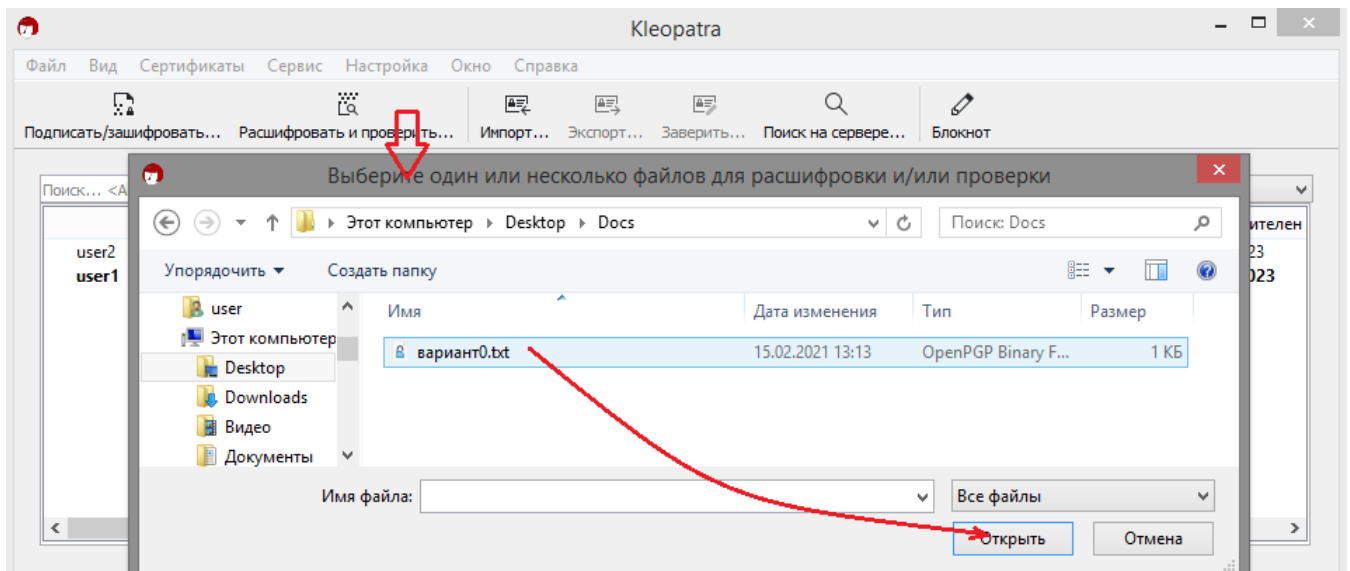 Kleopatra
Файл Вид Сертификаты Сервис Настройка Окно Справка
Подписать/зашифровать... Расшифровать и проверить... Импорт... Экспорт... Заверить... Поиск на сервере... Блокнот
Поиск... <A
Выберите один или несколько файлов для расшифровки и/или проверки
Этот компьютер Desktop Docs
Поиск: Docs
ителен
user2
23
user1
023
Упорядочить Создать папку
user
Имя Дата изменения Тип Размер
Этот компьютер
вариант0.txt 15.02.2021 13:13 OpenPGP Binary F... 1 КБ
Desktop
Downloads
Видео
Документы
Имя файла: Все файлы
Открыть Отмена